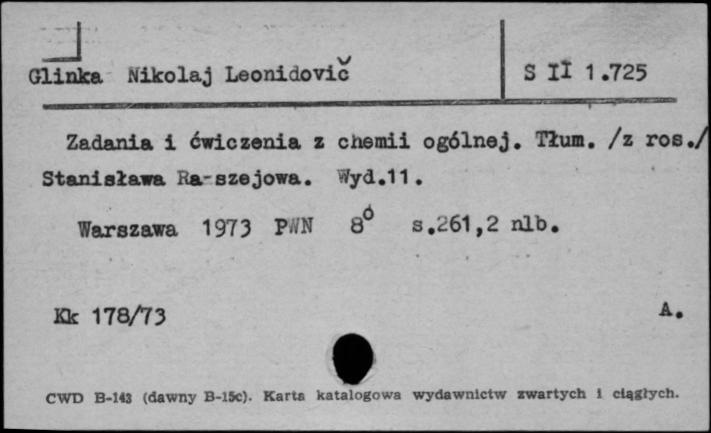 Glinka Nikolaj Leonidovič
S II 1.725
Zadania i ćwiczenia z chemii ogólnej. Tłum. /z ros./
Stanisława Ra-szejowa. Wyd.11.
Warszawa 1973 PWN 8° s.261,2 nlb.
Kk 178/73
A.
CWD B-143 (dawny B-15c). Karta katalogowa wydawnictw zwartych i ciągłych.